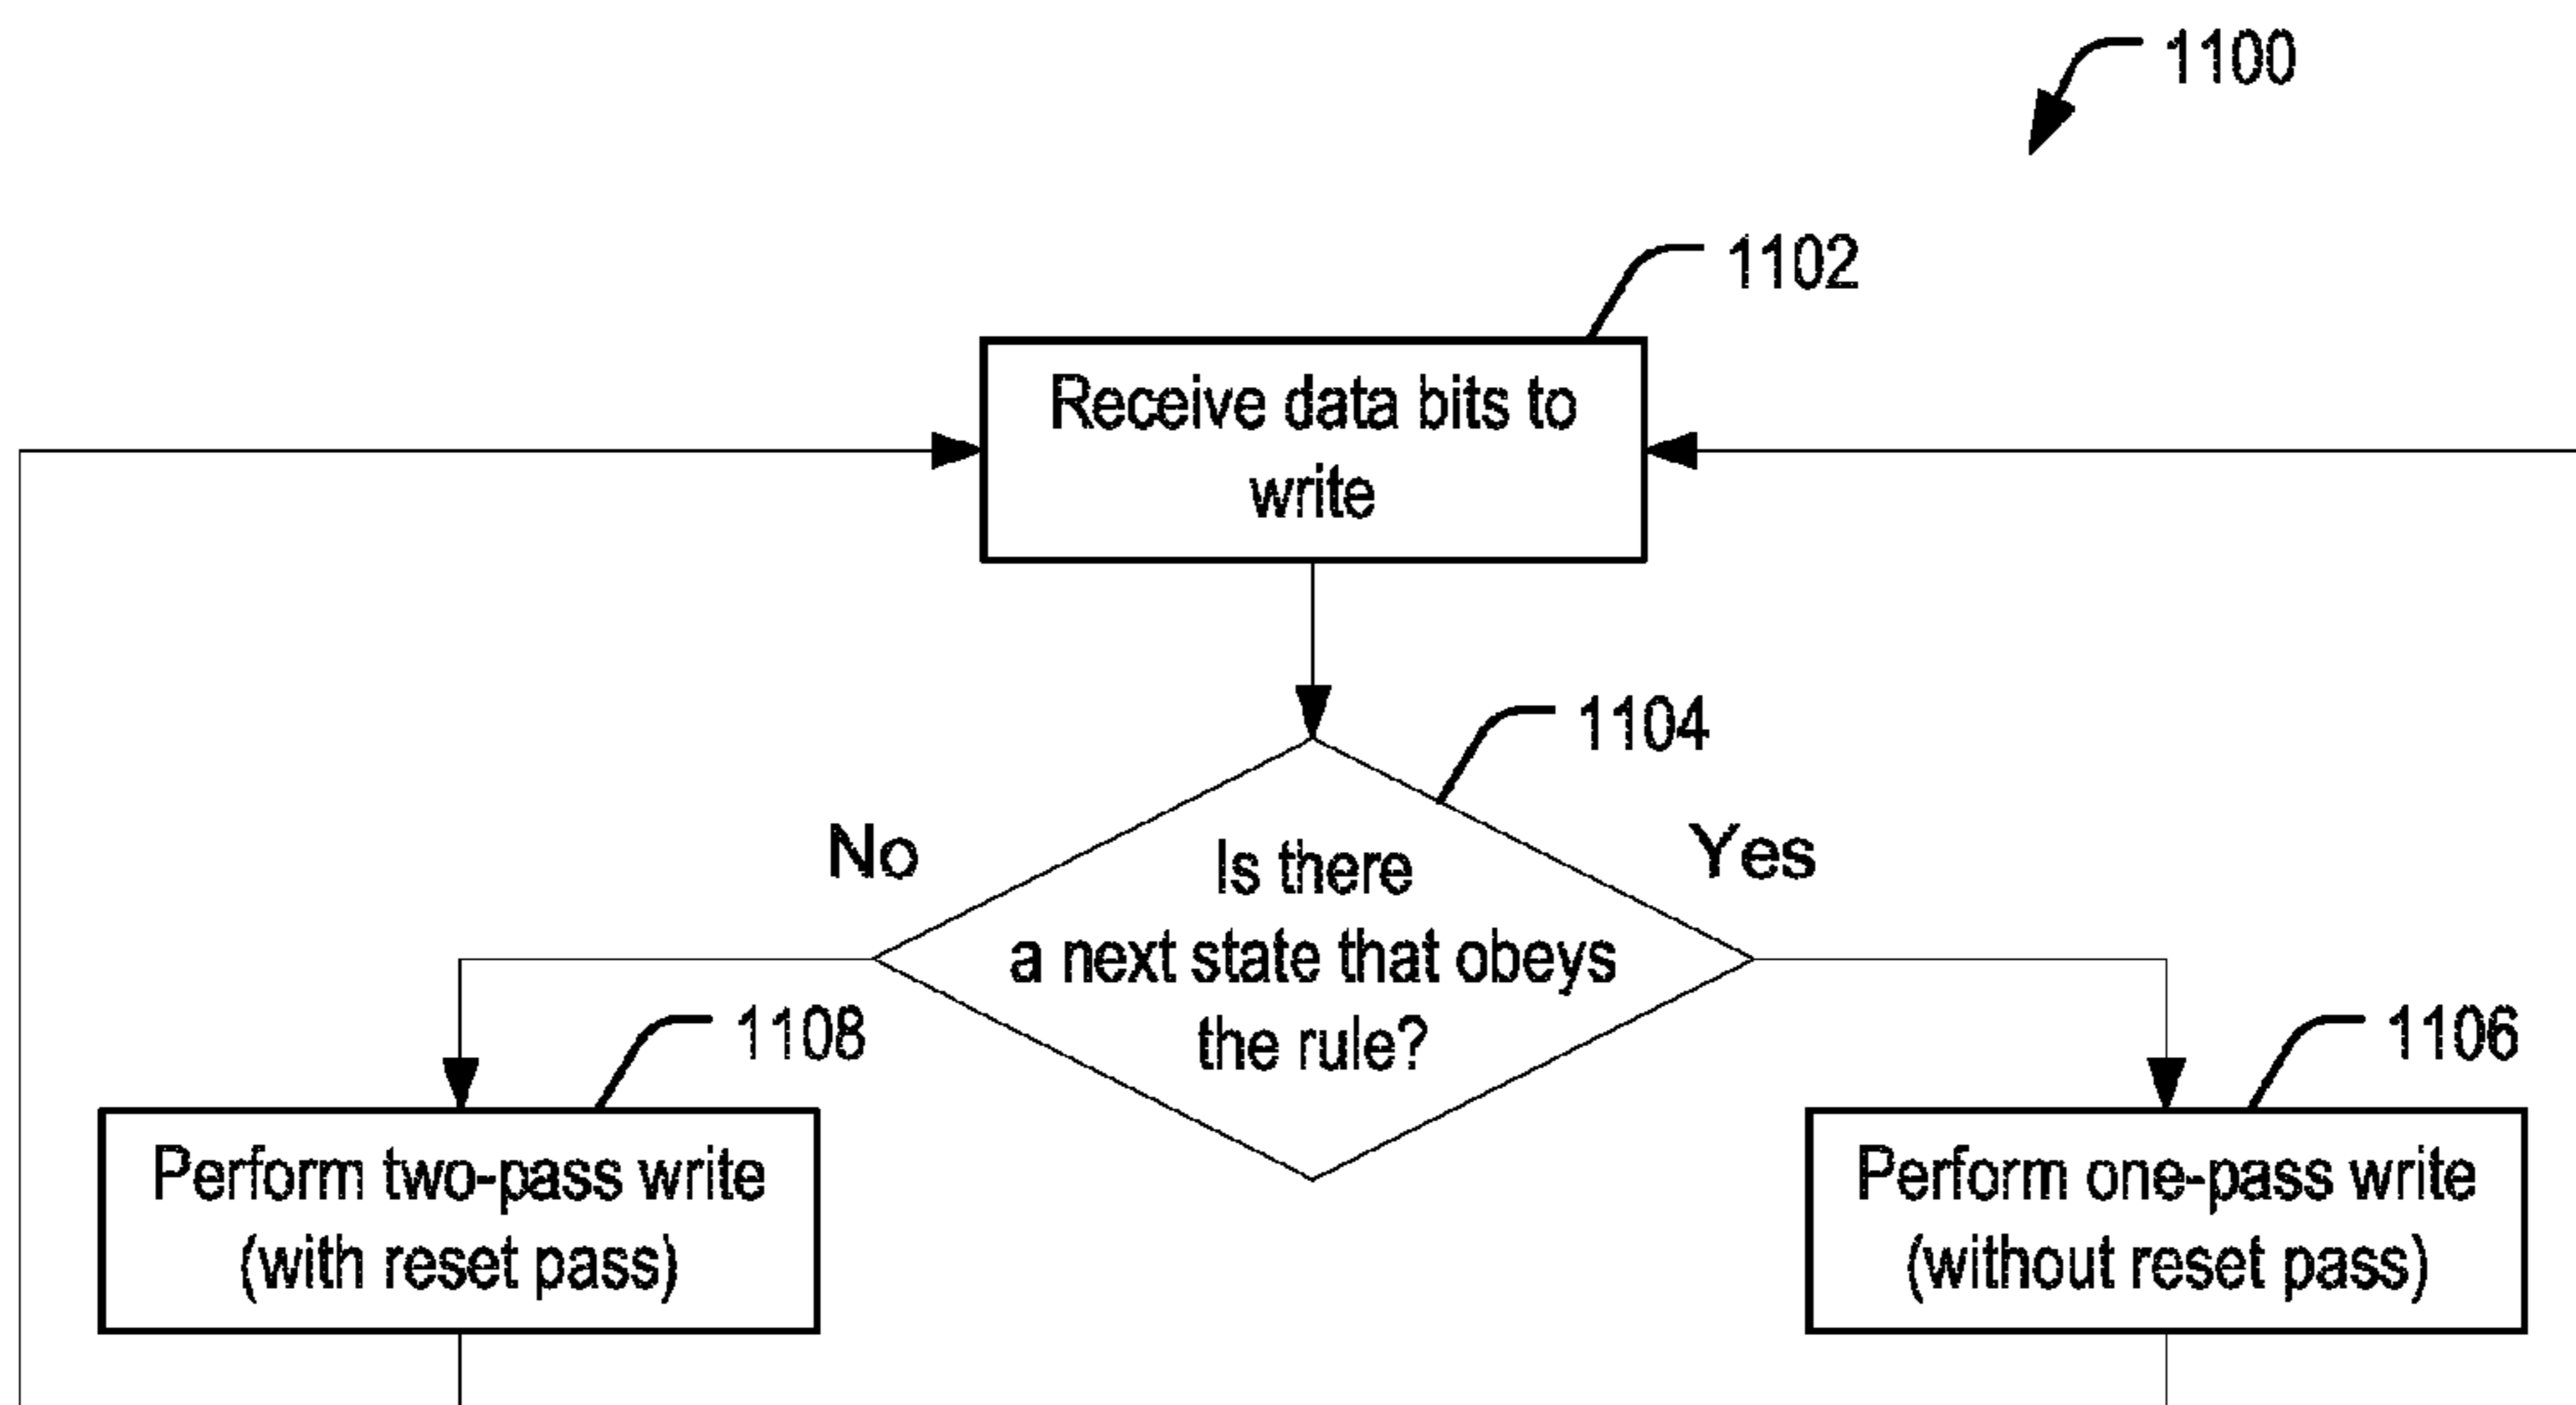 1100
1102
Receive data bits to
write
1104
No
Yes
Is there
a next state that obeys
the rule?
1108
1106
Perform two-pass write
(with reset pass)
Perform one-pass write
(without reset pass)